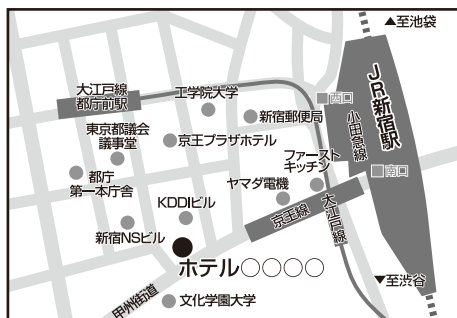 ▲至池袋
大江戸線
都庁前駅
工学院大学
新宿郵便局
西口
JR新宿駅
小田急線
東京都議会
議事堂
京王プラザホテル
ファースト
キッチン
南口
都庁
第一本庁舎
ヤマダ電機
KDDIビル
京王線
大江戸線
新宿NSビル
ホテル○○○○
▼至渋谷
甲州街道
文化学園大学